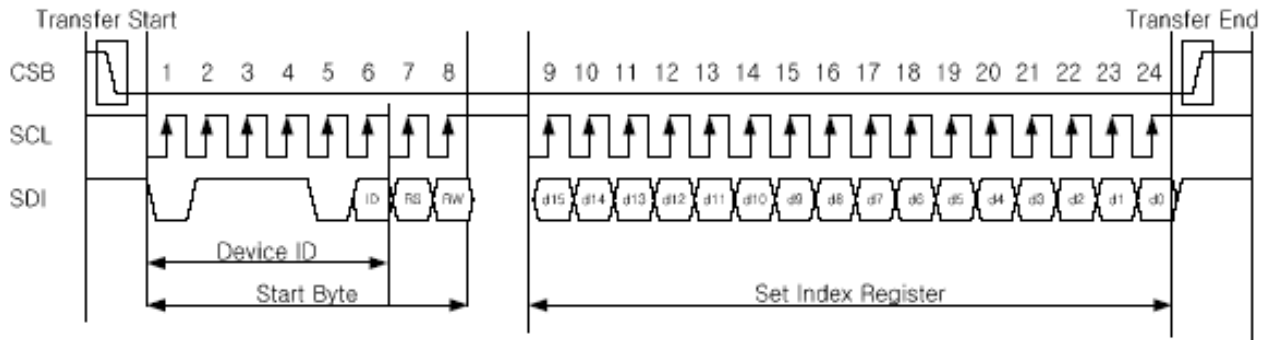 Transfer Start Transfer End
CSB 1 2 3 4 5 6 7 8 9 10 11 12 13 14 15 16 17 18 19 20 21 22 23 24
SCL
SDI ID RS RW d15 d14 d13 d12 d11 d10 d9 d8 d7 d6 d5 d4 d3 d2 d1 d0
Device ID
Start Byte Set Index Register